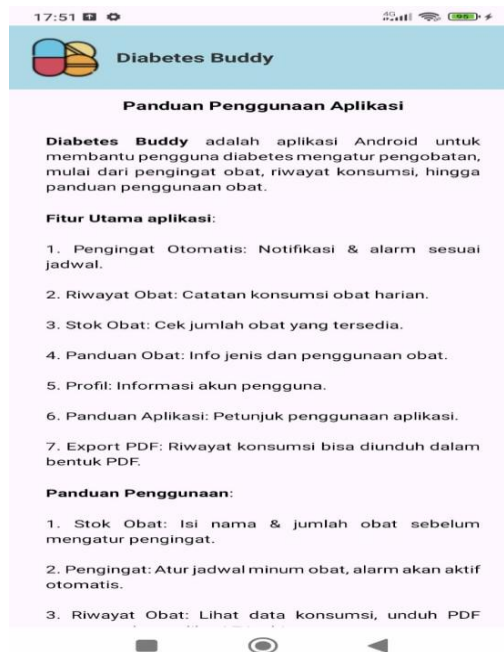 17:51
4G
95
Diabetes Buddy
Panduan Penggunaan Aplikasi
Diabetes Buddy adalah aplikasi Android untuk
membantu pengguna diabetes mengatur pengobatan,
mulai dari pengingat obat, riwayat konsumsi, hingga
panduan penggunaan obat.
Fitur Utama aplikasi:
1. Pengingat Otomatis: Notifikasi & alarm sesuai
jadwal.
2. Riwayat Obat: Catatan konsumsi obat harian.
3. Stok Obat: Cek jumlah obat yang tersedia.
4. Panduan Obat: Info jenis dan penggunaan obat.
5. Profil: Informasi akun pengguna.
6. Panduan Aplikasi: Petunjuk penggunaan aplikasi.
7. Export PDF: Riwayat konsumsi bisa diunduh dalam
bentuk PDF.
Panduan Penggunaan:
1. Stok Obat: Isi nama & jumlah obat sebelum
mengatur pengingat.
2. Pengingat: Atur jadwal minum obat, alarm akan aktif
otomatis.
3. Riwayat Obat: Lihat data konsumsi, unduh PDF